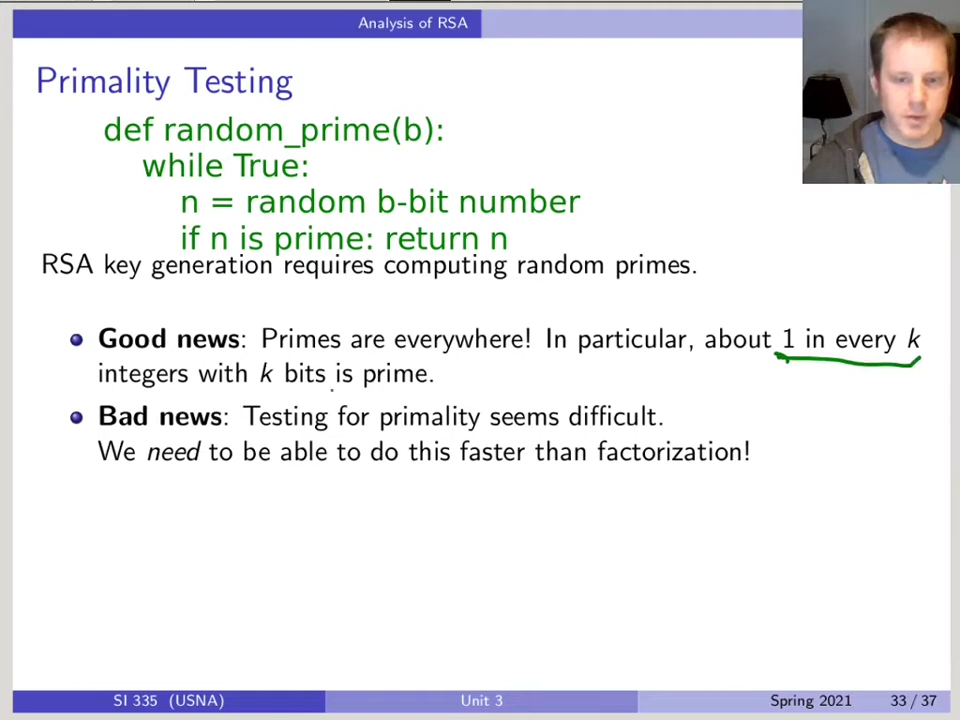 Analysis of RSA
Primality Testing
def random_prime(b):
while True:
n = random b-bit number
if n is prime: return n
RSA key generation requires computing random primes.
Good news: Primes are everywhere! In particular, about 1 in every k
integers with k bits is prime.
Bad news: Testing for primality seems difficult.
We need to be able to do this faster than factorization!
SI 335 (USNA)
Unit 3
Spring 2021
33 / 37